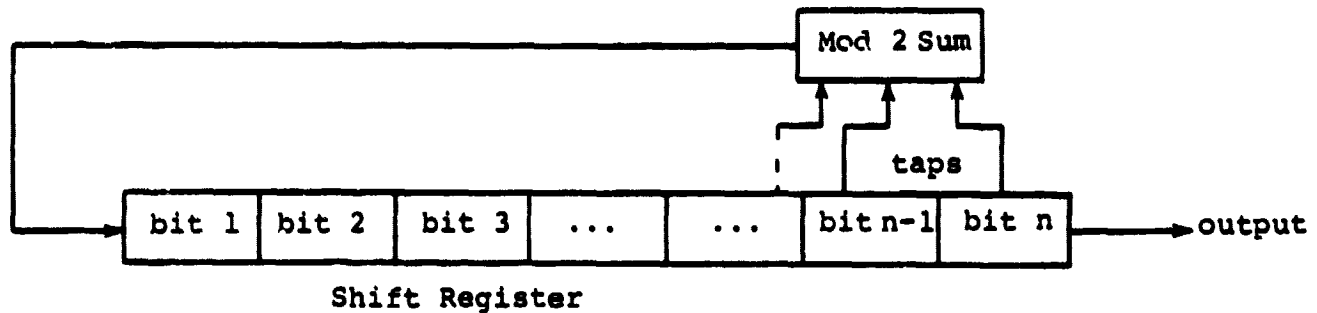 Mod 2 Sum
taps
bit 1 bit 2 bit 3 ... ... bit n-1 bit n output
Shift Register